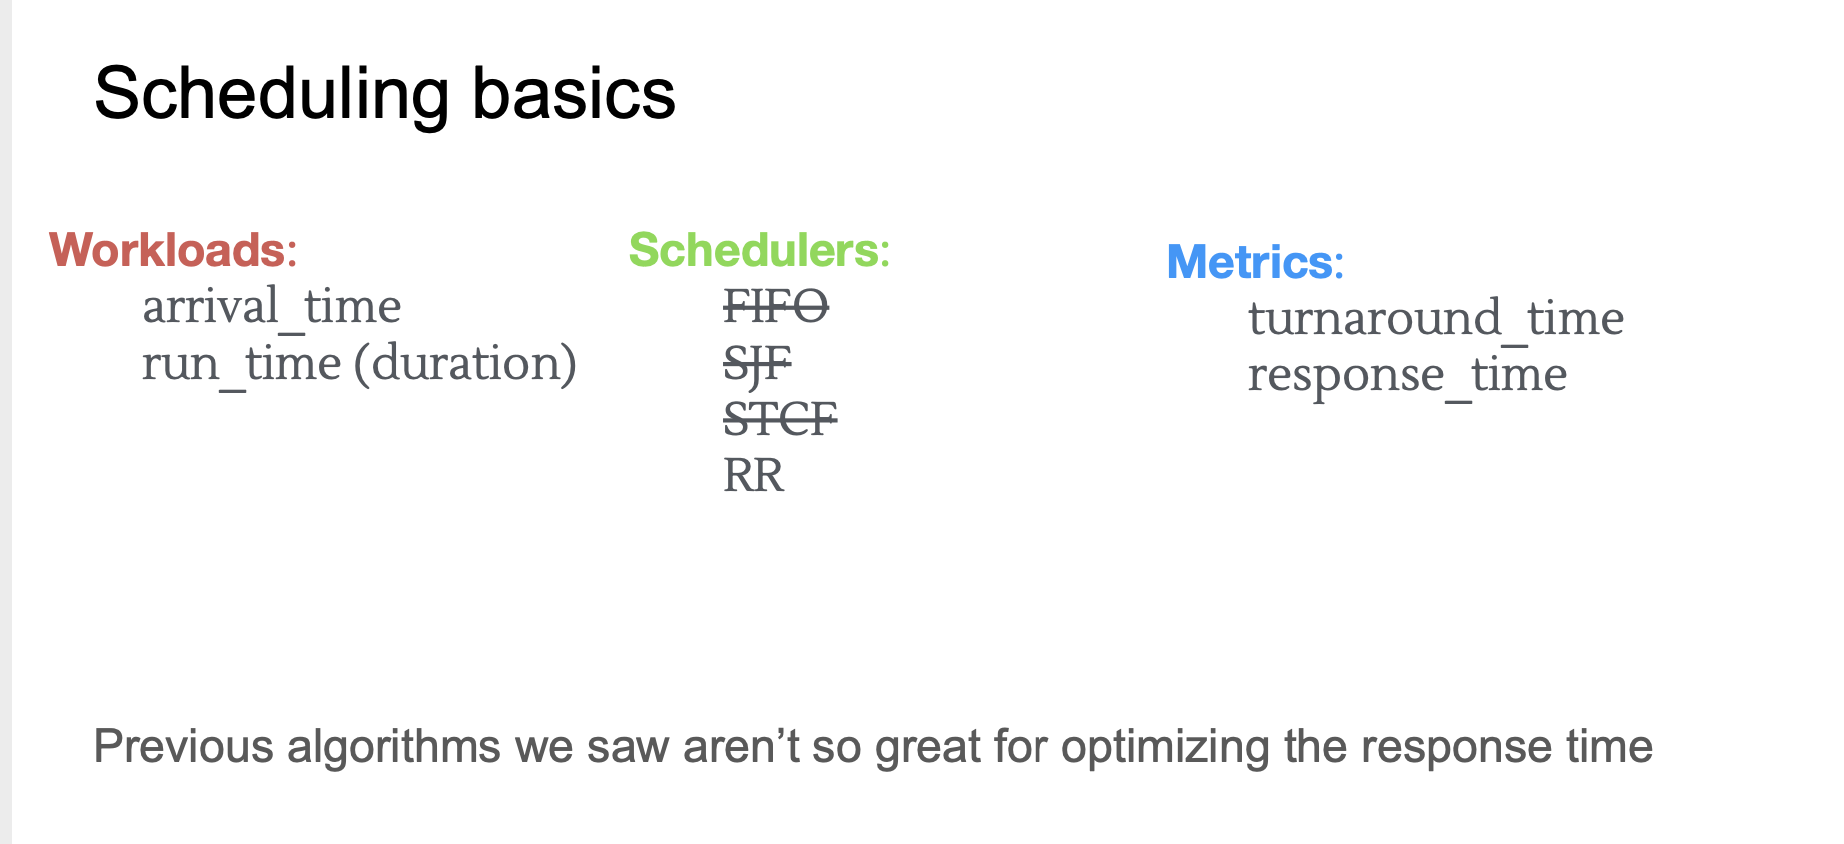 Scheduling basics
Workloads:
arrival_time
run_time (duration)
Schedulers:
FIFO
SJF
STCF
RR
Metrics:
turnaround_time
response_time
Previous algorithms we saw aren’t so great for optimizing the response time